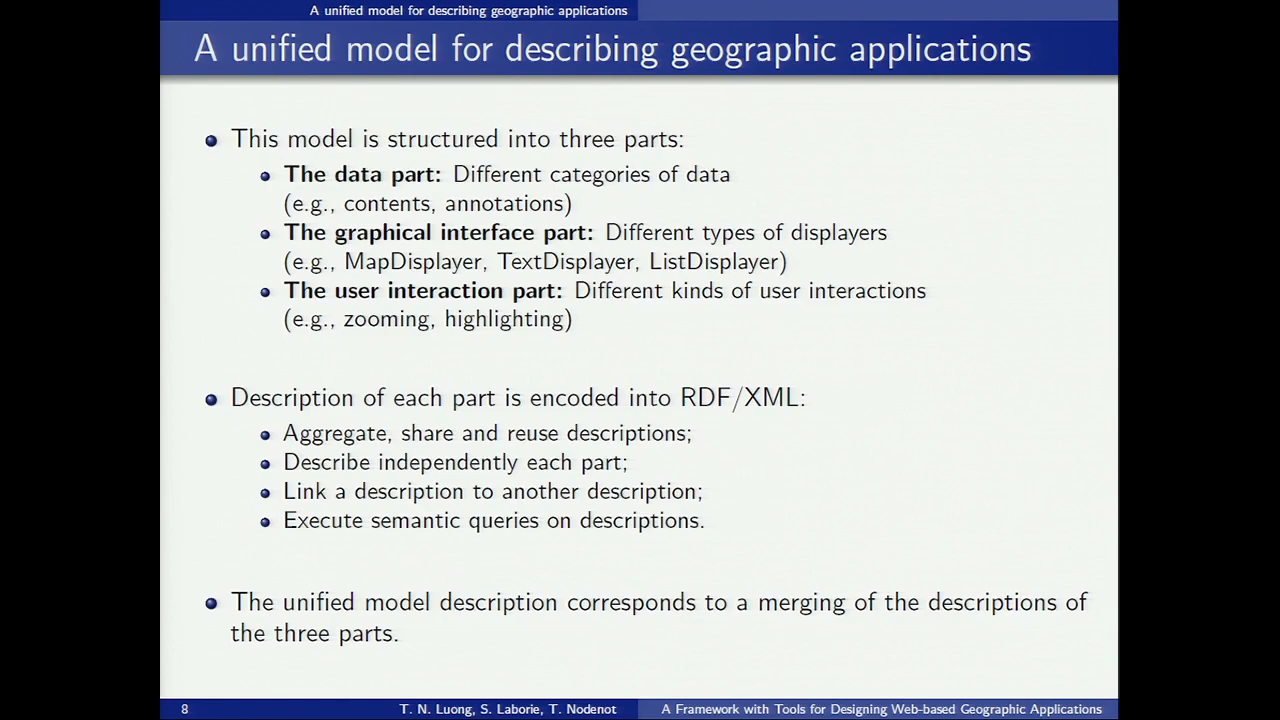 A unified model for describing geographic applications
A unified model for describing geographic applications
This model is structured into three parts:
The data part: Different categories of data
(e.g., contents, annotations)
The graphical interface part: Different types of displayers
(e.g., MapDisplayer, TextDisplayer, ListDisplayer)
The user interaction part: Different kinds of user interactions
(e.g., zooming, highlighting)
Description of each part is encoded into RDF/XML:
Aggregate, share and reuse descriptions;
Describe independently each part;
Link a description to another description;
Execute semantic queries on descriptions.
The unified model description corresponds to a merging of the descriptions of
the three parts.
8 T. N. Luong, S. Laborie, T. Nodenot A Framework with Tools for Designing Web-based Geographic Applications